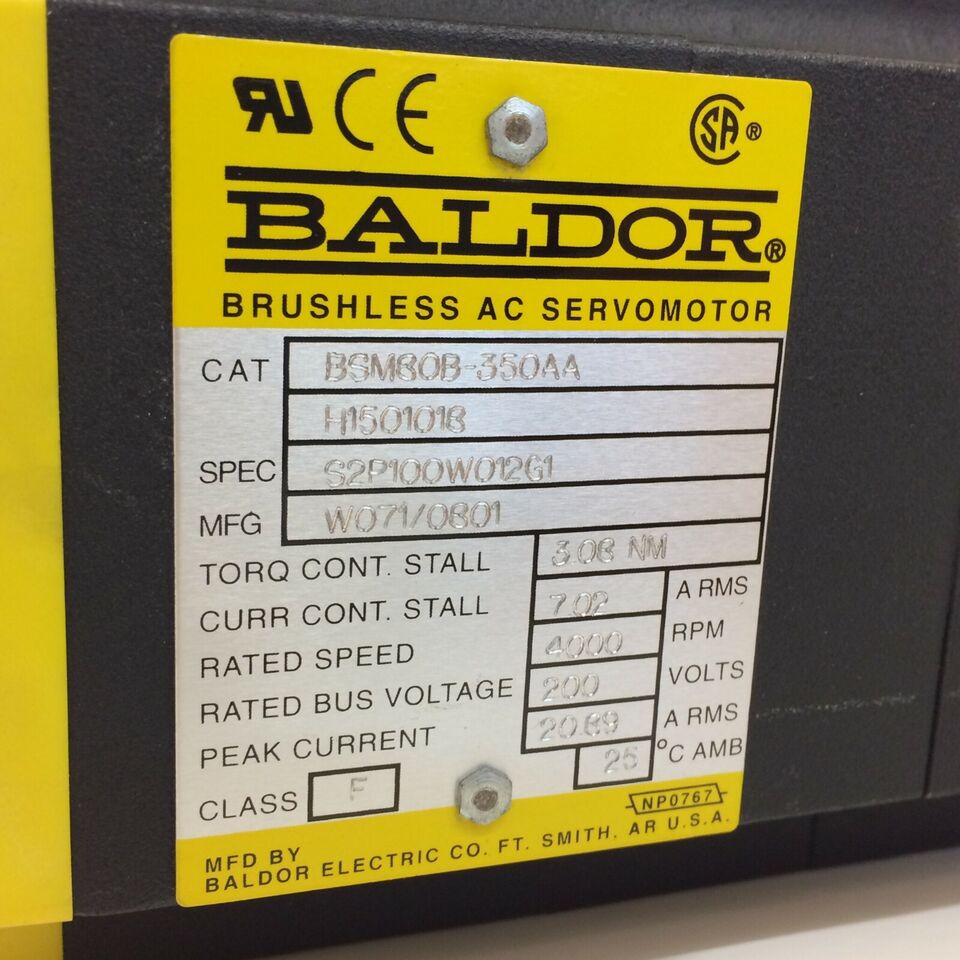 RU CE SA®
BALDOR®
BRUSHLESS AC SERVOMOTOR
CAT BSM80B-350AA
H1501018
SPEC S2P100W012G1
MFG W071/0801
TORQ CONT. STALL 3.08 NM
CURR CONT. STALL 7.02 A RMS
RATED SPEED 4000 RPM
RATED BUS VOLTAGE 200 VOLTS
PEAK CURRENT 20.89 A RMS
25 °C AMB
CLASS F
NP0767
MFD BY
BALDOR ELECTRIC CO. FT. SMITH, AR U.S.A.